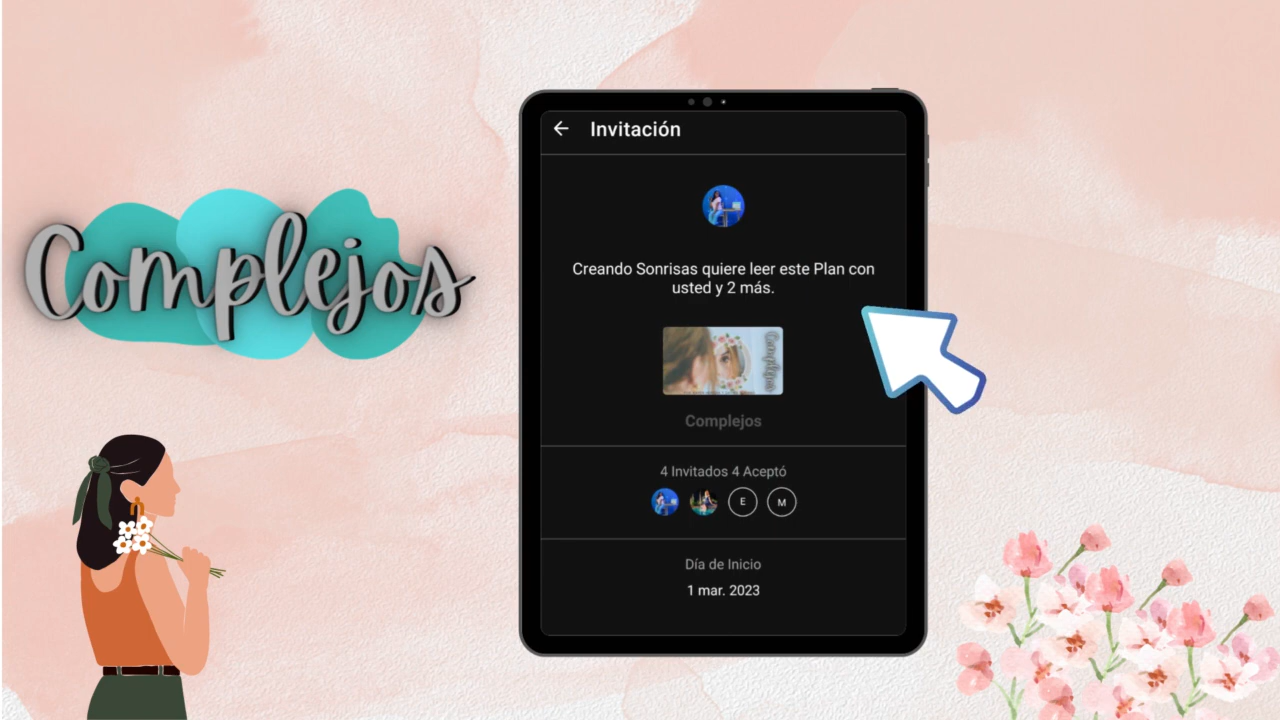 Complejos
Invitación
Creando Sonrisas quiere leer este Plan con
usted y 2 más.
Complejos
Complejos
4 Invitados 4 Aceptó
E
M
Día de Inicio
1 mar. 2023